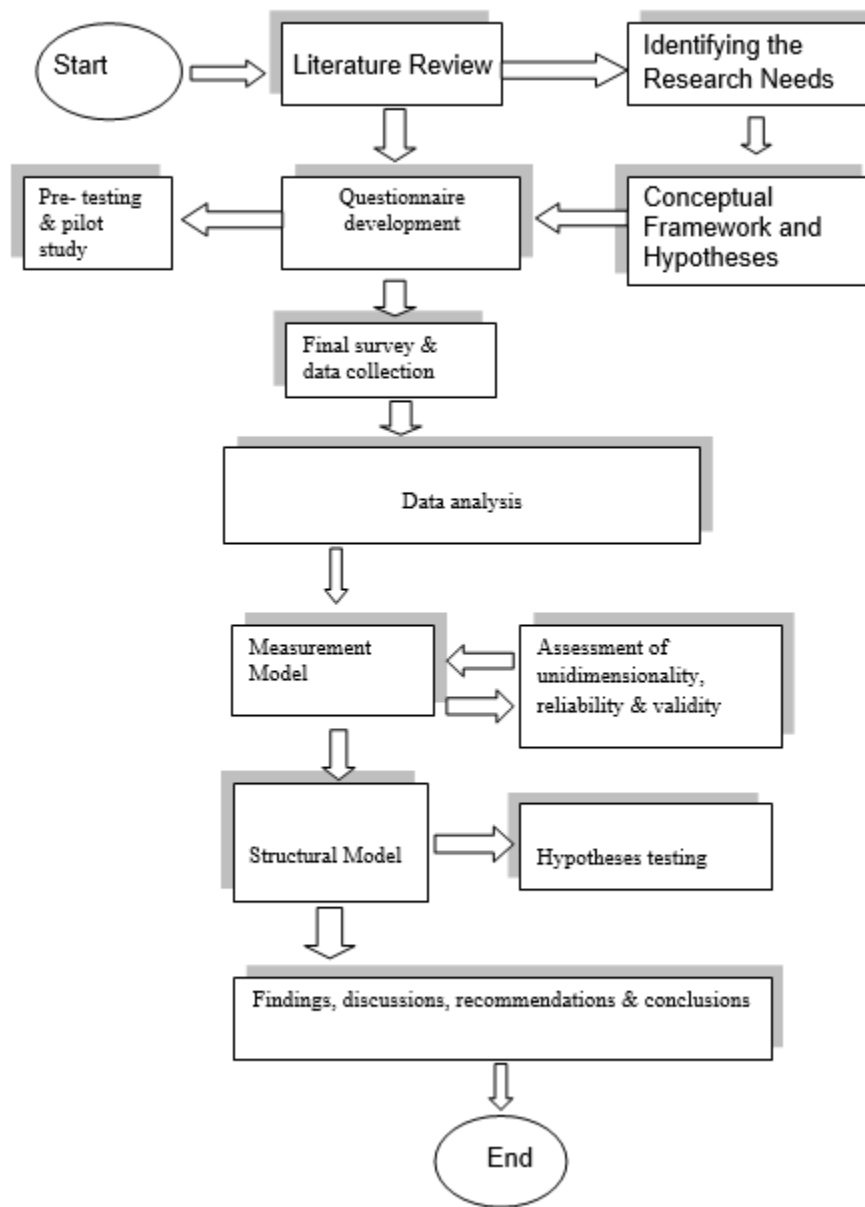 Start
Literature Review
Identifying the
Research Needs
Pre- testing
& pilot
study
Questionnaire
development
Conceptual
Framework and
Hypotheses
Final survey &
data collection
Data analysis
Measurement
Model
Assessment of
unidimensionality,
reliability & validity
Structural Model
Hypotheses testing
Findings, discussions, recommendations & conclusions
End